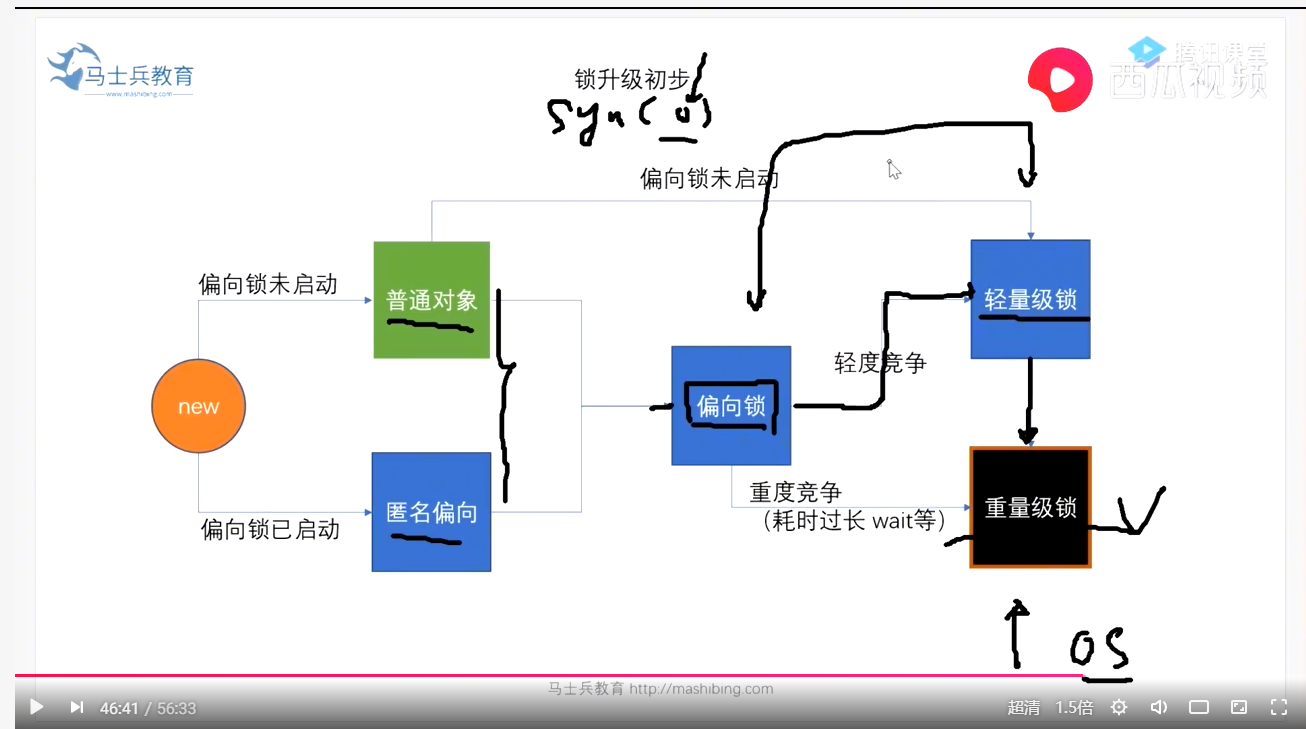 马士兵教育
www.mashibing.com
锁升级初步
syn(o)
腾讯课堂
西瓜视频
偏向锁未启动
偏向锁未启动
普通对象
轻量级锁
轻度竞争
new
偏向锁
匿名偏向
偏向锁已启动
重度竞争
(耗时过长 wait等)
重量级锁
OS
马士兵教育 http://mashibing.com
46:41 / 56:33
超清 1.5倍